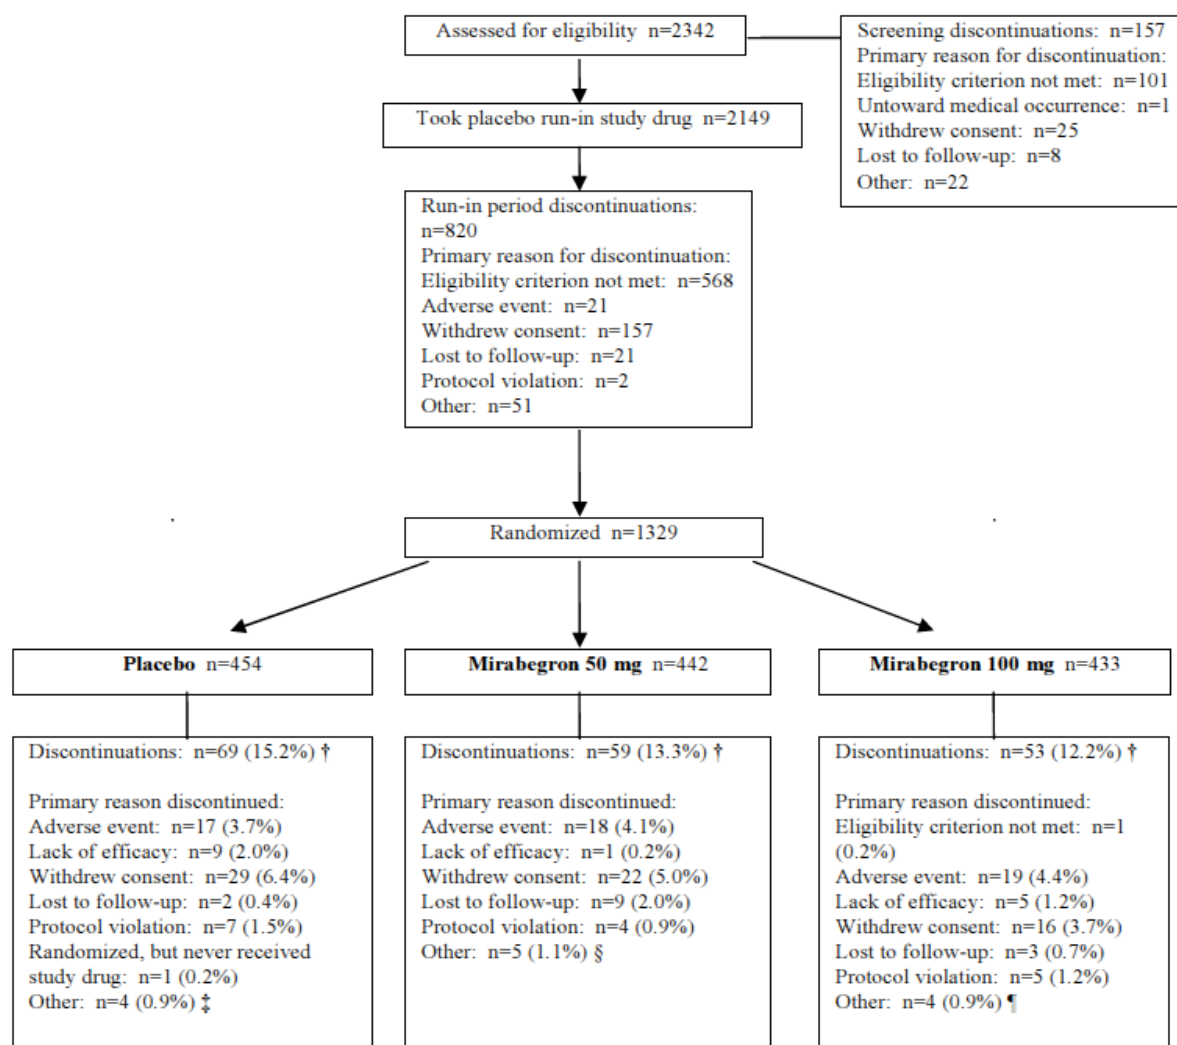 Assessed for eligibility n=2342
Screening discontinuations: n=157
Primary reason for discontinuation:
Eligibility criterion not met: n=101
Untoward medical occurrence: n=1
Withdrew consent: n=25
Lost to follow-up: n=8
Other: n=22
Took placebo run-in study drug n=2149
Run-in period discontinuations:
n=820
Primary reason for discontinuation:
Eligibility criterion not met: n=568
Adverse event: n=21
Withdrew consent: n=157
Lost to follow-up: n=21
Protocol violation: n=2
Other: n=51
Randomized n=1329
Placebo n=454
Discontinuations: n=69 (15.2%) †
Primary reason discontinued:
Adverse event: n=17 (3.7%)
Lack of efficacy: n=9 (2.0%)
Withdrew consent: n=29 (6.4%)
Lost to follow-up: n=2 (0.4%)
Protocol violation: n=7 (1.5%)
Randomized, but never received
study drug: n=1 (0.2%)
Other: n=4 (0.9%) ‡
Mirabegron 50 mg n=442
Discontinuations: n=59 (13.3%) †
Primary reason discontinued:
Adverse event: n=18 (4.1%)
Lack of efficacy: n=1 (0.2%)
Withdrew consent: n=22 (5.0%)
Lost to follow-up: n=9 (2.0%)
Protocol violation: n=4 (0.9%)
Other: n=5 (1.1%) §
Mirabegron 100 mg n=433
Discontinuations: n=53 (12.2%) †
Primary reason discontinued:
Eligibility criterion not met: n=1
(0.2%)
Adverse event: n=19 (4.4%)
Lack of efficacy: n=5 (1.2%)
Withdrew consent: n=16 (3.7%)
Lost to follow-up: n=3 (0.7%)
Protocol violation: n=5 (1.2%)
Other: n=4 (0.9%) ¶